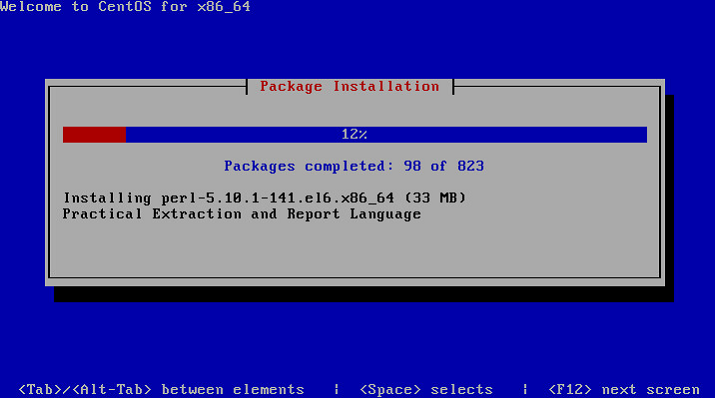 Welcome to CentOS for x86_64
Package Installation
12%
Packages completed: 98 of 823
Installing perl-5.10.1-141.el6.x86_64 (33 MB)
Practical Extraction and Report Language
<Tab>/<Alt-Tab> between elements | <Space> selects | <F12> next screen